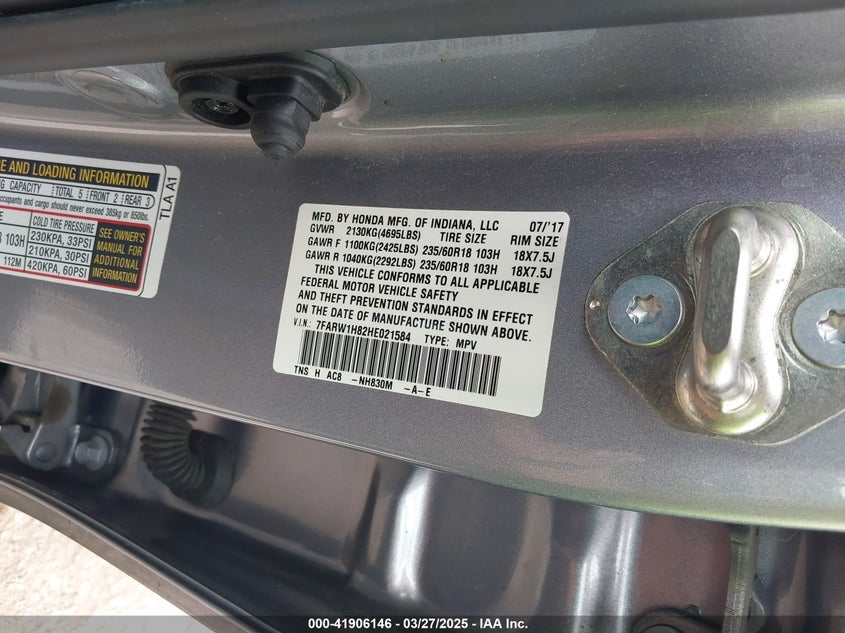 E AND LOADING INFORMATION
NG CAPACITY TOTAL 5 FRONT 2 REAR 3
occupants and cargo should never exceed 385kg or 850lbs.
COLD TIRE PRESSURE
103H 230KPA, 33PSI
210KPA, 30PSI
112M 420KPA, 60PSI
SEE OWNER'S
MANUAL FOR
ADDITIONAL
INFORMATION
TLA A1
MFD. BY HONDA MFG. OF INDIANA, LLC 07/'17
GVWR 2130KG(4695LBS) TIRE SIZE RIM SIZE
GAWR F 1100KG(2425LBS) 235/60R18 103H 18X7.5J
GAWR R 1040KG(2292LBS) 235/60R18 103H 18X7.5J
THIS VEHICLE CONFORMS TO ALL APPLICABLE
FEDERAL MOTOR VEHICLE SAFETY
AND THEFT PREVENTION STANDARDS IN EFFECT
ON THE DATE OF MANUFACTURE SHOWN ABOVE.
V.I.N.: 7FARW1H82HE021584 TYPE: MPV
TNS H AC8 -NH830M -A-E
000-41906146 / 03/27/2025 / IAA Inc.